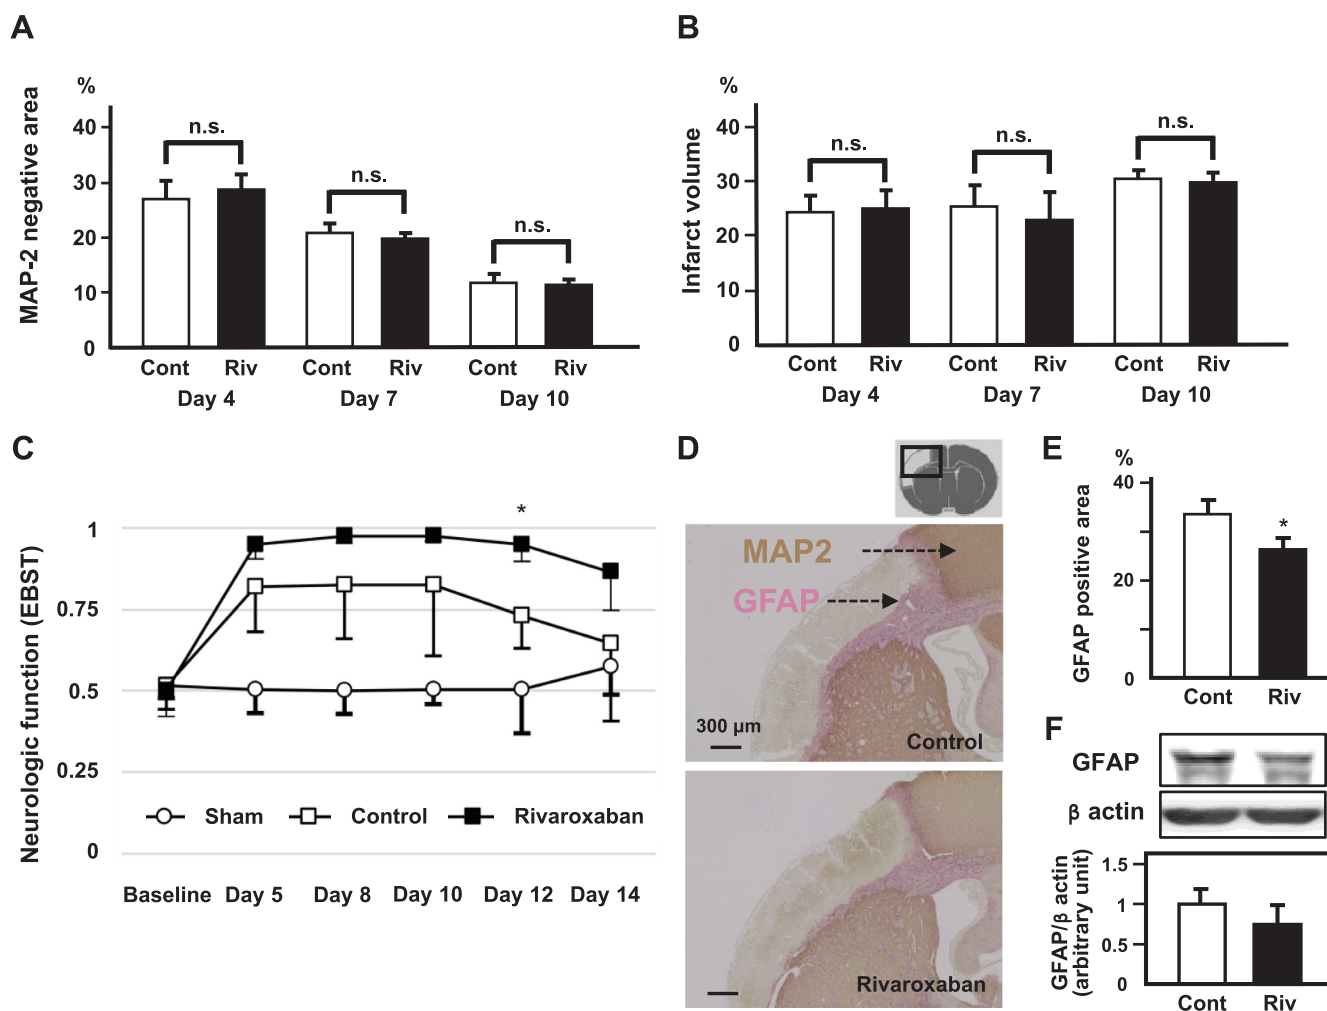 A
%
MAP-2 negative area
40
30
20
10
0
n.s.
n.s.
n.s.
Cont Riv Cont Riv Cont Riv
Day 4 Day 7 Day 10
B
%
Infarct volume
40
30
20
10
0
n.s.
n.s.
n.s.
Cont Riv Cont Riv Cont Riv
Day 4 Day 7 Day 10
C
Neurologic function (EBST)
1
0.75
0.5
0.25
0
*
Sham Control Rivaroxaban
Baseline Day 5 Day 8 Day 10 Day 12 Day 14
D
MAP2
GFAP
300 μm
Control
Rivaroxaban
E
%
GFAP positive area
40
20
0
*
Cont Riv
F
GFAP
β actin
GFAP/β actin
(arbitrary unit)
1.5
1
0.5
0
Cont Riv